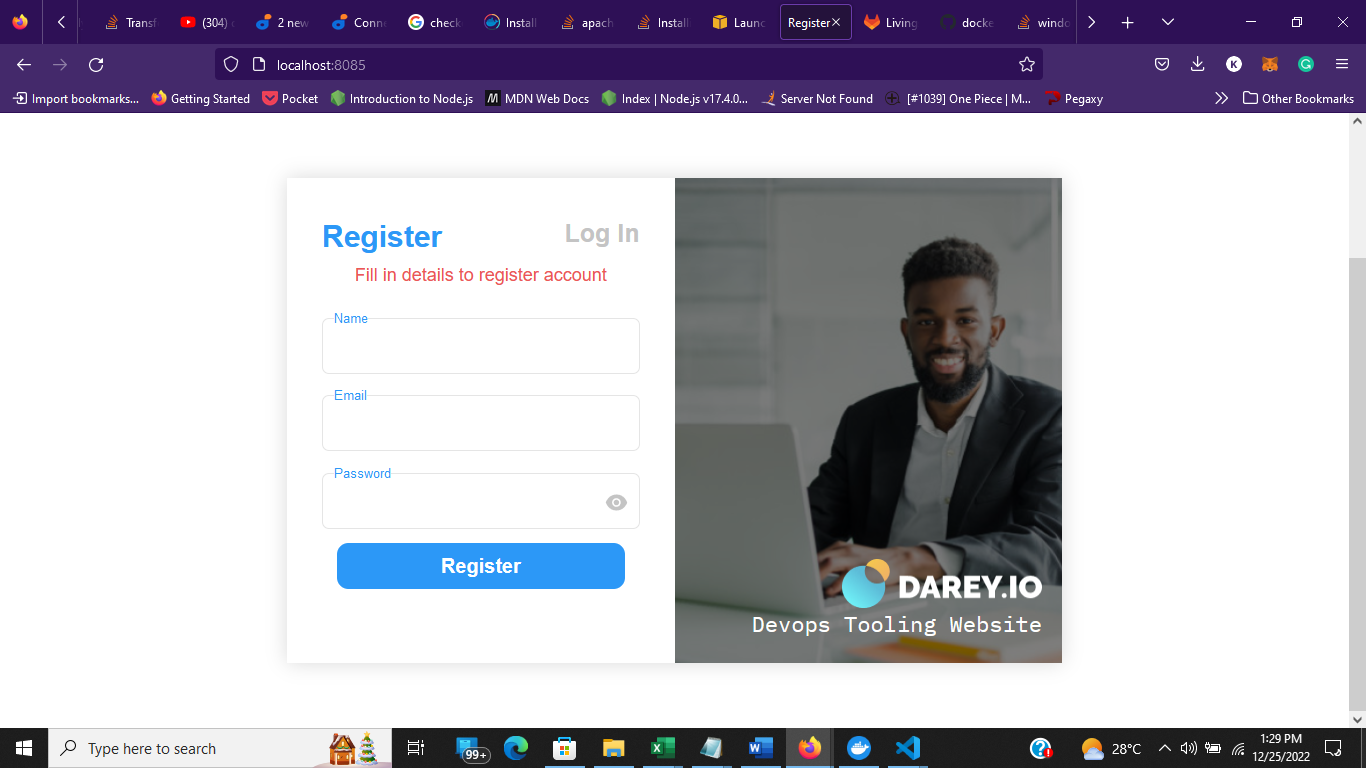 Transf
(304)
2 new
Conne
check
Install
apach
Install
Laun
Register
Living
docke
windo
localhost:8085
Import bookmarks...
Getting Started
Pocket
Introduction to Node.js
MDN Web Docs
Index | Node.js v17.4.0...
Server Not Found
[#1039] One Piece | M...
Pegaxy
Other Bookmarks
Register
Log In
Fill in details to register account
Name
Email
Password
Register
DAREY.IO
Devops Tooling Website
Type here to search
99+
28°C
1:29 PM
12/25/2022